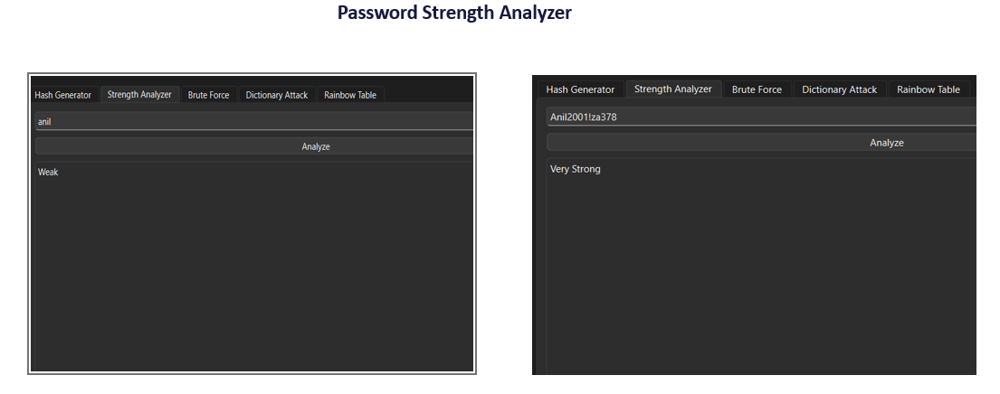 Password Strength Analyzer
Hash Generator Strength Analyzer Brute Force Dictionary Attack Rainbow Table
anil
Analyze
Weak
Hash Generator Strength Analyzer Brute Force Dictionary Attack Rainbow Table
Anil2001!za378
Analyze
Very Strong